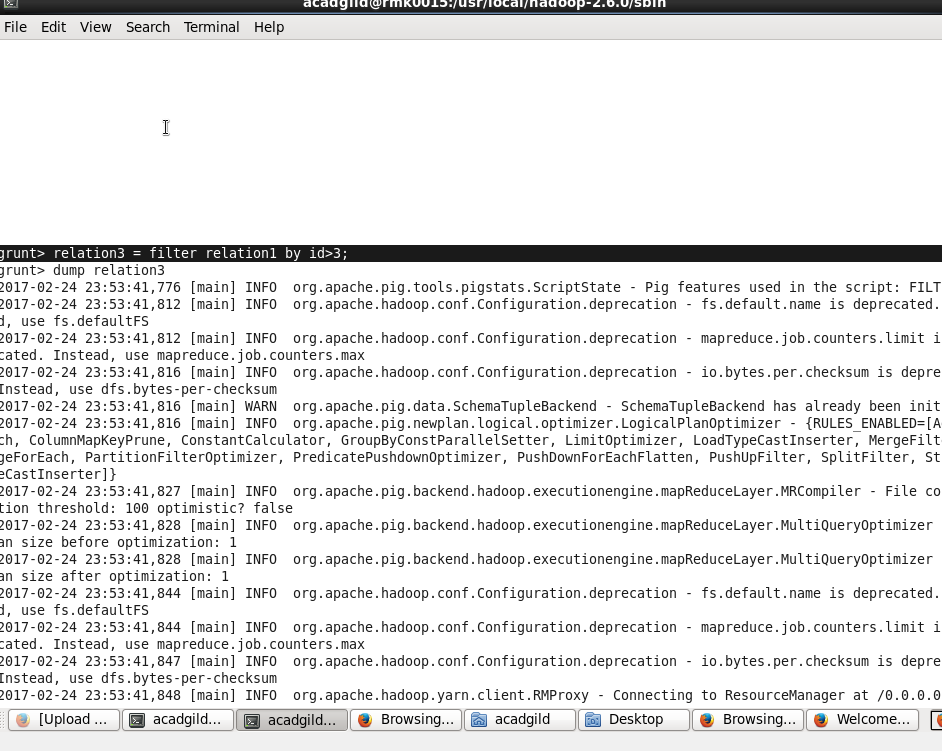 acadgild@rmk0015:/usr/local/hadoop-2.6.0/sbin
File Edit View Search Terminal Help
grunt> relation3 = filter relation1 by id>3;
grunt> dump relation3
2017-02-24 23:53:41,776 [main] INFO  org.apache.pig.tools.pigstats.ScriptState - Pig features used in the script: FILT
2017-02-24 23:53:41,812 [main] INFO  org.apache.hadoop.conf.Configuration.deprecation - fs.default.name is deprecated.
d, use fs.defaultFS
2017-02-24 23:53:41,812 [main] INFO  org.apache.hadoop.conf.Configuration.deprecation - mapreduce.job.counters.limit i
cated. Instead, use mapreduce.job.counters.max
2017-02-24 23:53:41,816 [main] INFO  org.apache.hadoop.conf.Configuration.deprecation - io.bytes.per.checksum is depre
Instead, use dfs.bytes-per-checksum
2017-02-24 23:53:41,816 [main] WARN  org.apache.pig.data.SchemaTupleBackend - SchemaTupleBackend has already been init
2017-02-24 23:53:41,816 [main] INFO  org.apache.pig.newplan.logical.optimizer.LogicalPlanOptimizer - {RULES_ENABLED=[A
ch, ColumnMapKeyPrune, ConstantCalculator, GroupByConstParallelSetter, LimitOptimizer, LoadTypeCastInserter, MergeFilt
geForEach, PartitionFilterOptimizer, PredicatePushdownOptimizer, PushDownForEachFlatten, PushUpFilter, SplitFilter, St
eCastInserter]}
2017-02-24 23:53:41,827 [main] INFO  org.apache.pig.backend.hadoop.executionengine.mapReduceLayer.MRCompiler - File co
tion threshold: 100 optimistic? false
2017-02-24 23:53:41,828 [main] INFO  org.apache.pig.backend.hadoop.executionengine.mapReduceLayer.MultiQueryOptimizer
an size before optimization: 1
2017-02-24 23:53:41,828 [main] INFO  org.apache.pig.backend.hadoop.executionengine.mapReduceLayer.MultiQueryOptimizer
an size after optimization: 1
2017-02-24 23:53:41,844 [main] INFO  org.apache.hadoop.conf.Configuration.deprecation - fs.default.name is deprecated.
d, use fs.defaultFS
2017-02-24 23:53:41,844 [main] INFO  org.apache.hadoop.conf.Configuration.deprecation - mapreduce.job.counters.limit i
cated. Instead, use mapreduce.job.counters.max
2017-02-24 23:53:41,847 [main] INFO  org.apache.hadoop.conf.Configuration.deprecation - io.bytes.per.checksum is depre
Instead, use dfs.bytes-per-checksum
2017-02-24 23:53:41,848 [main] INFO  org.apache.hadoop.yarn.client.RMProxy - Connecting to ResourceManager at /0.0.0.0
[Upload ... acadgild... acadgild... Browsing... acadgild Desktop Browsing... Welcome...